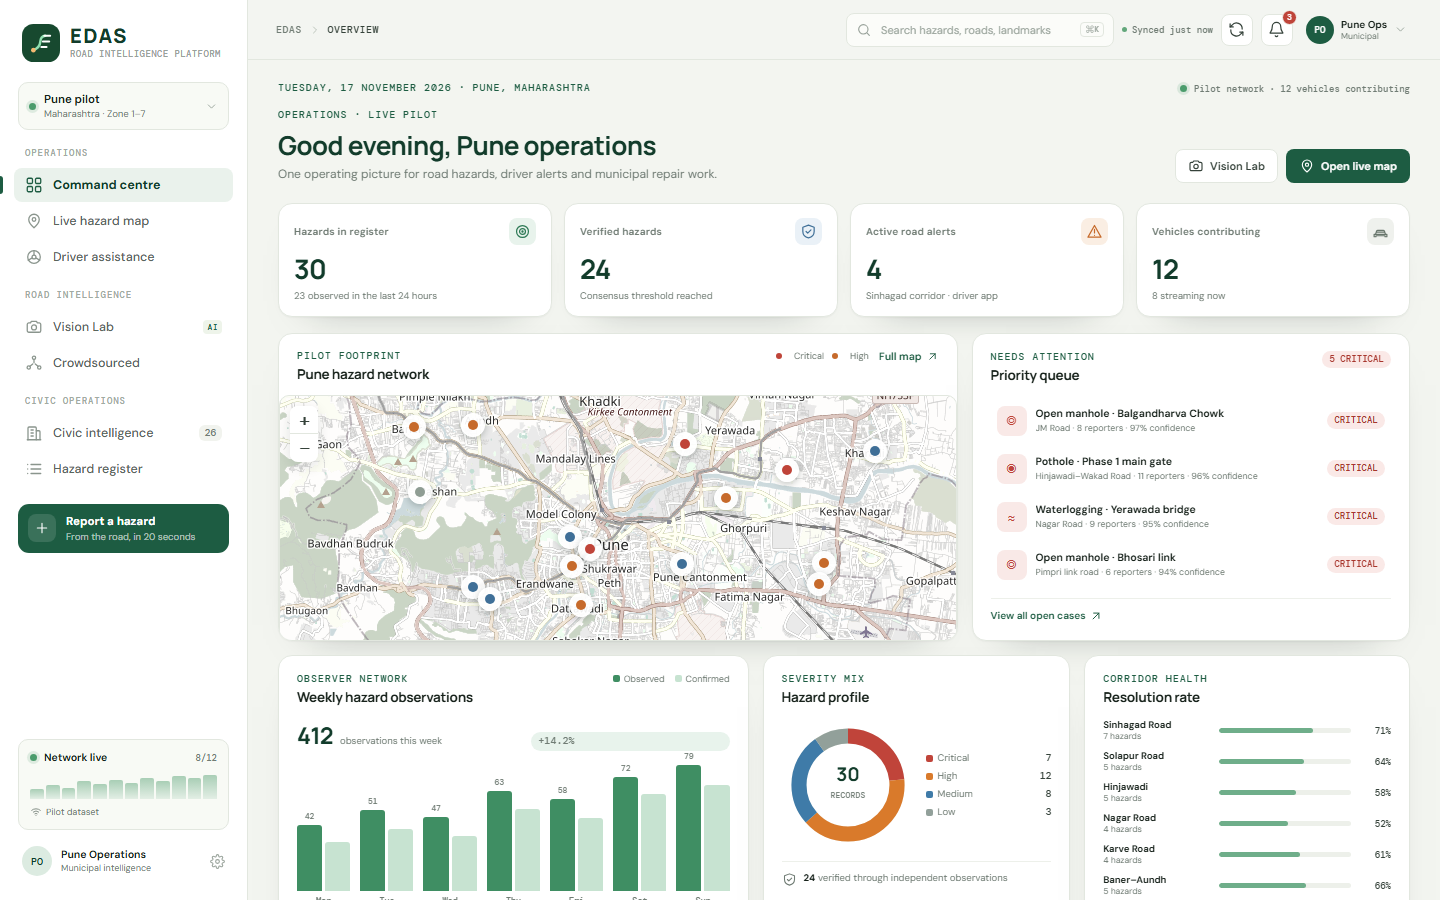 EDAS
ROAD INTELLIGENCE PLATFORM
Pune pilot
Maharashtra · Zone 1–7
OPERATIONS
Command centre
Live hazard map
Driver assistance
ROAD INTELLIGENCE
Vision Lab AI
Crowdsourced
CIVIC OPERATIONS
Civic intelligence 26
Hazard register
Report a hazard
From the road, in 20 seconds
Network live 8/12
Pilot dataset
PO Pune Operations
Municipal intelligence
EDAS OVERVIEW
Search hazards, roads, landmarks ⌘K
Synced just now
3
PO Pune Ops
Municipal
TUESDAY, 17 NOVEMBER 2026 · PUNE, MAHARASHTRA
Pilot network · 12 vehicles contributing
OPERATIONS · LIVE PILOT
Good evening, Pune operations
One operating picture for road hazards, driver alerts and municipal repair work.
Vision Lab
Open live map
Hazards in register
30
23 observed in the last 24 hours
Verified hazards
24
Consensus threshold reached
Active road alerts
4
Sinhagad corridor · driver app
Vehicles contributing
12
8 streaming now
PILOT FOOTPRINT
Pune hazard network
Critical High Full map
+
−
Khadki
Kirkee Cantonment
Yerawada
Mandalay Lines
Model Colony
Keshav Nagar
Ghorpuri
Bavdhan Budruk
Shukrawar
Peth
Erandwane
Pune Cantonment
Bavdhan
Fatima Nagar
Bhugaon
NEEDS ATTENTION
Priority queue
5 CRITICAL
Open manhole · Balgandharva Chowk
JM Road · 8 reporters · 97% confidence
CRITICAL
Pothole · Phase 1 main gate
Hinjawadi–Wakad Road · 11 reporters · 96% confidence
CRITICAL
Waterlogging · Yerawada bridge
Nagar Road · 9 reporters · 95% confidence
CRITICAL
Open manhole · Bhosari link
Pimpri link road · 6 reporters · 94% confidence
CRITICAL
View all open cases
OBSERVER NETWORK
Weekly hazard observations
Observed Confirmed
412 observations this week
+14.2%
42
51
47
63
58
72
79
SEVERITY MIX
Hazard profile
30
RECORDS
Critical 7
High 12
Medium 8
Low 3
24 verified through independent observations
CORRIDOR HEALTH
Resolution rate
Sinhagad Road
7 hazards
71%
Solapur Road
5 hazards
64%
Hinjawadi
5 hazards
58%
Nagar Road
4 hazards
52%
Karve Road
4 hazards
61%
Baner–Aundh
5 hazards
66%